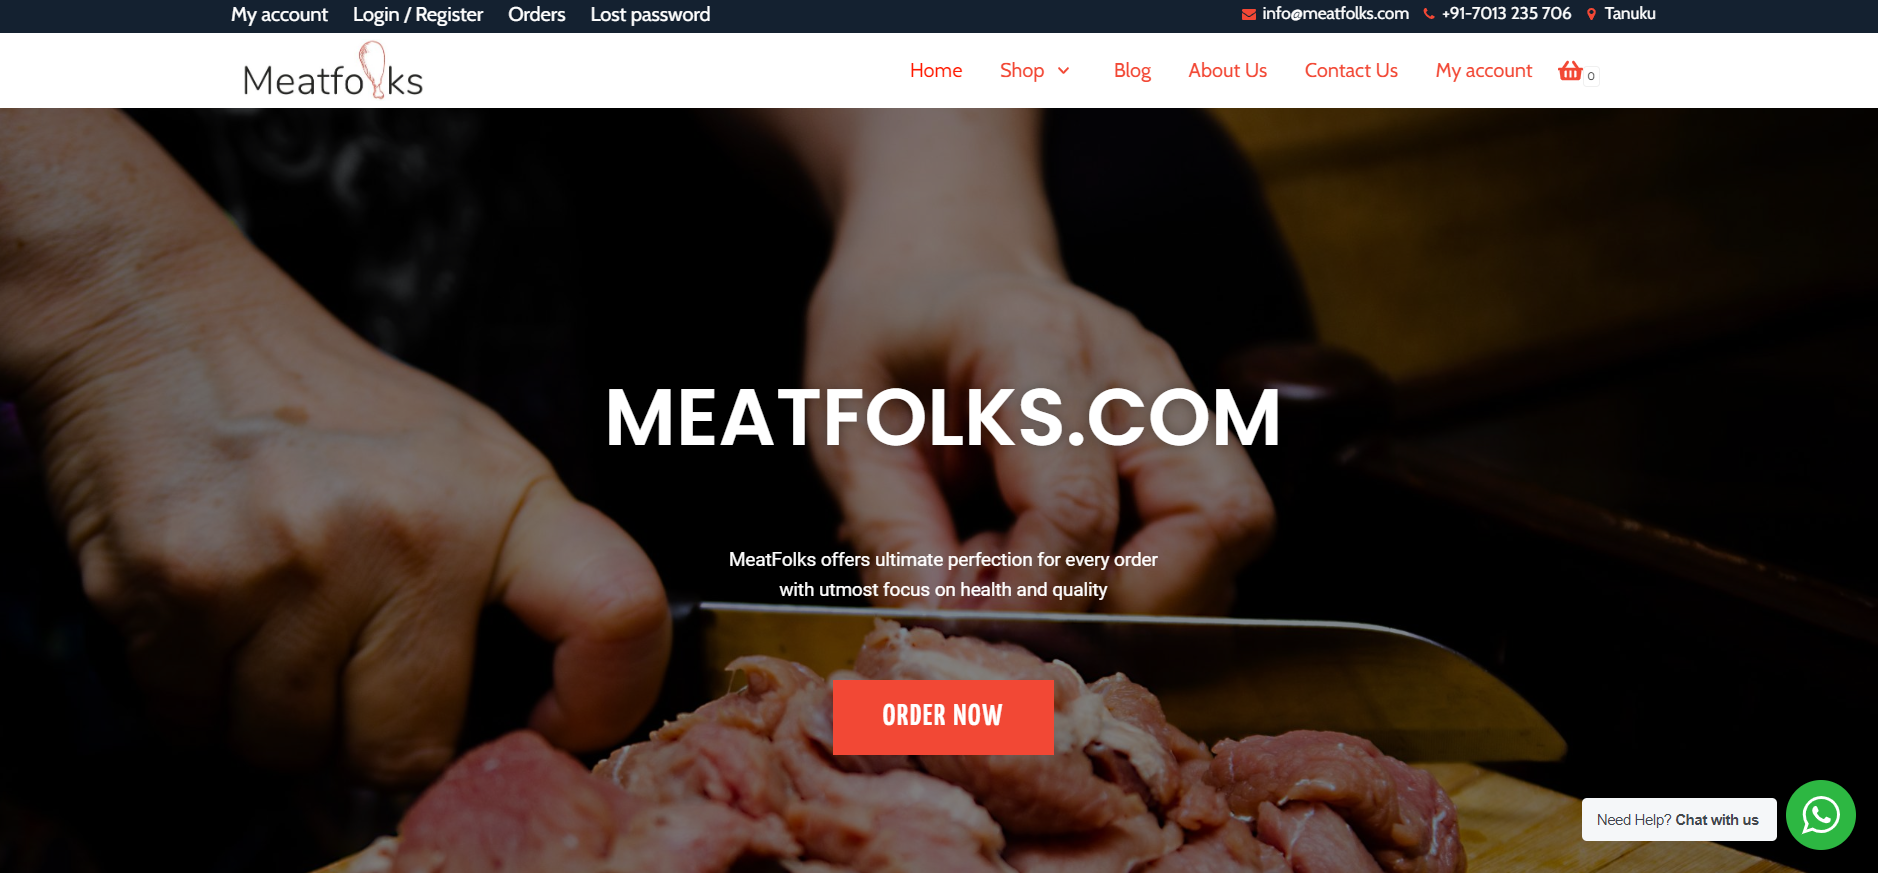 My account Login / Register Orders Lost password info@meatfolks.com +91-7013 235 706 Tanuku
Meatfolks Home Shop Blog About Us Contact Us My account 0
MEATFOLKS.COM
MeatFolks offers ultimate perfection for every order
with utmost focus on health and quality
ORDER NOW
Need Help? Chat with us